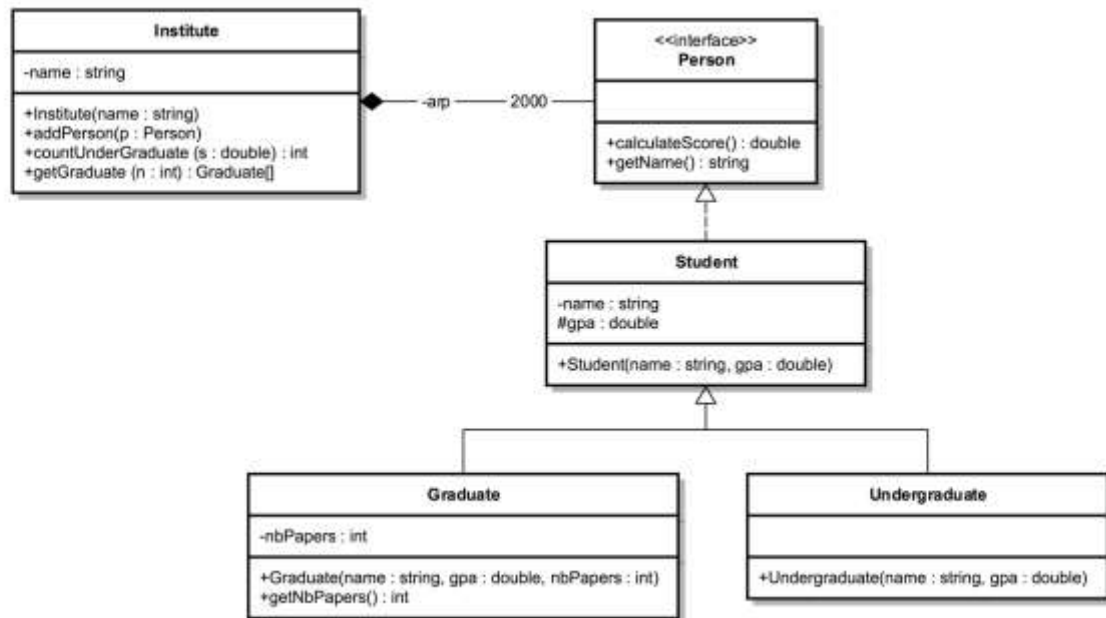 Institute
-name : string
+Institute(name : string)
+addPerson(p : Person)
+countUnderGraduate (s : double) : int
+getGraduate (n : int) : Graduate[]
-arp
2000
<<interface>>
Person
+calculateScore() : double
+getName() : string
Student
-name : string
#gpa : double
+Student(name : string, gpa : double)
Graduate
-nbPapers : int
+Graduate(name : string, gpa : double, nbPapers : int)
+getNbPapers() : int
Undergraduate
+Undergraduate(name : string, gpa : double)